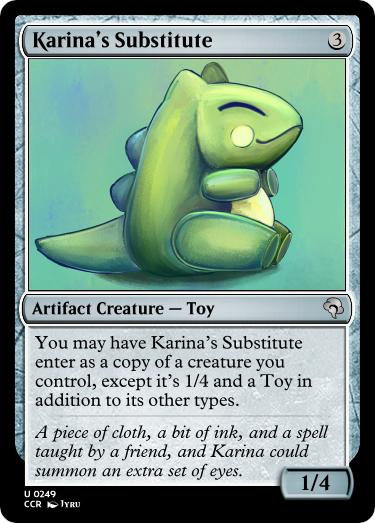 Karina's Substitute 3
Artifact Creature — Toy
You may have Karina's Substitute
enter as a copy of a creature you
control, except it's 1/4 and a Toy in
addition to its other types.
A piece of cloth, a bit of ink, and a spell
taught by a friend, and Karina could
summon an extra set of eyes.
1/4
U 0249
CCR Tyru